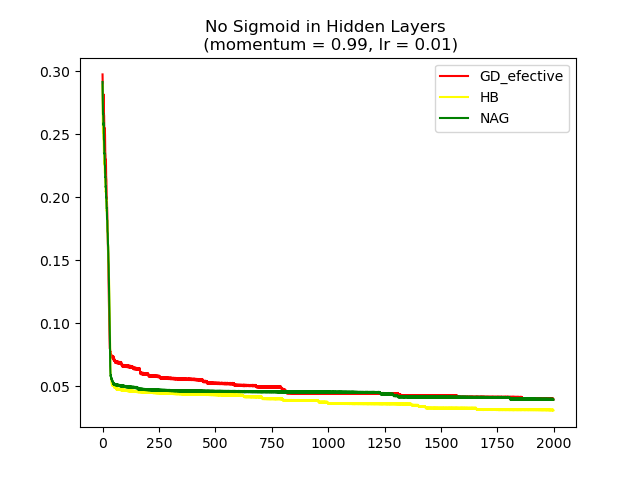 No Sigmoid in Hidden Layers
(momentum = 0.99, lr = 0.01)
GD_efective
HB
NAG
0.30
0.25
0.20
0.15
0.10
0.05
0 250 500 750 1000 1250 1500 1750 2000